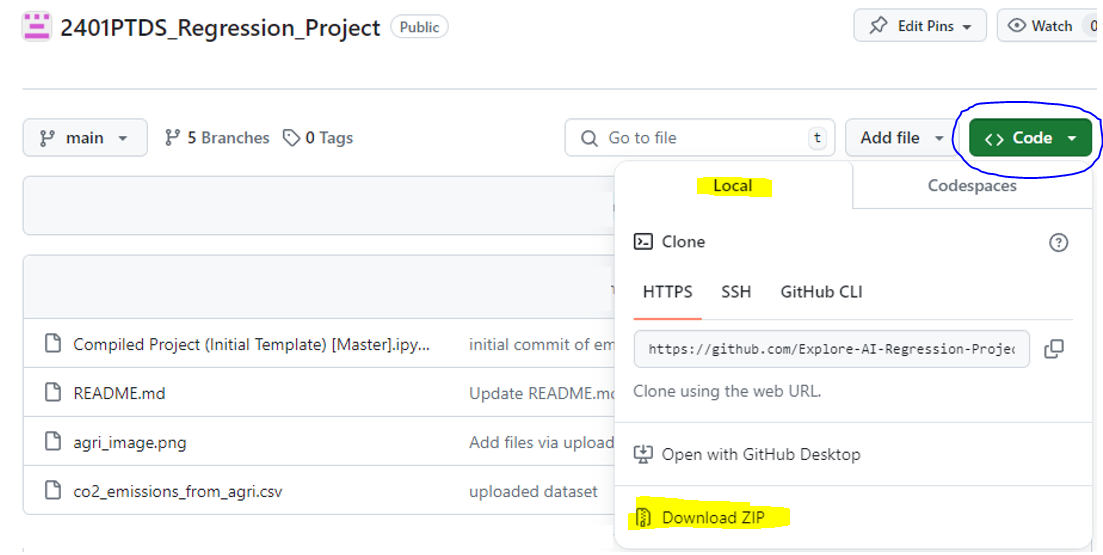 2401PTDS_Regression_Project Public Edit Pins Watch 0
main 5 Branches 0 Tags Go to file t Add file <> Code
Local Codespaces
Clone
HTTPS SSH GitHub CLI
https://github.com/Explore-AI-Regression-Projec
Clone using the web URL.
Open with GitHub Desktop
Download ZIP
Compiled Project (Initial Template) [Master].ipy... initial commit of em
README.md Update README.md
agri_image.png Add files via upload
co2_emissions_from_agri.csv uploaded dataset